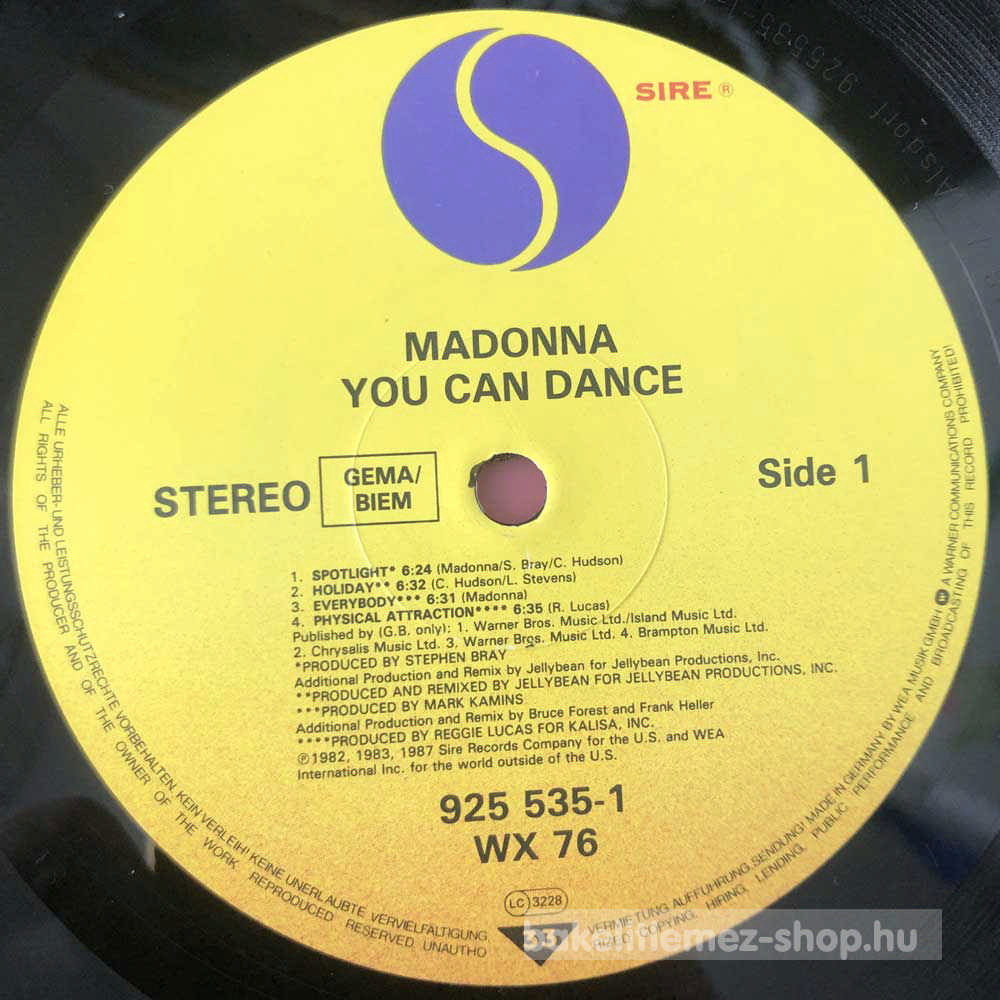 SIRE ®
MADONNA
YOU CAN DANCE
STEREO
GEMA/
BIEM
Side 1
1. SPOTLIGHT* 6:24 (Madonna/S. Bray/C. Hudson)
2. HOLIDAY** 6:32 (C. Hudson/L. Stevens)
3. EVERYBODY*** 6:31 (Madonna)
4. PHYSICAL ATTRACTION**** 6:35 (R. Lucas)
Published by (G.B. only): 1. Warner Bros. Music Ltd./Island Music Ltd.
2. Chrysalis Music Ltd. 3. Warner Bros. Music Ltd. 4. Brampton Music Ltd.
*PRODUCED BY STEPHEN BRAY
Additional Production and Remix by Jellybean for Jellybean Productions, Inc.
**PRODUCED AND REMIXED BY JELLYBEAN FOR JELLYBEAN PRODUCTIONS, INC.
***PRODUCED BY MARK KAMINS
Additional Production and Remix by Bruce Forest and Frank Heller
****PRODUCED BY REGGIE LUCAS FOR KALISA, INC.
℗1982, 1983, 1987 Sire Records Company for the U.S. and WEA
International Inc. for the world outside of the U.S.
925 535-1
WX 76
LC 3228
33
ALLE URHEBER- UND LEISTUNGSSCHUTZRECHTE VORBEHALTEN KEIN VERLEIH! KEINE UNERLAUBTE VERVIELFÄLTIGUNG, VERMIETUNG AUFFÜHRUNG, SENDUNG! MADE IN GERMANY BY WEA MUSIK GMBH A WARNER COMMUNICATIONS COMPANY
ALL RIGHTS OF THE PRODUCER AND OF THE OWNER OF THE WORK REPRODUCED RESERVED. UNAUTHORIZED COPYING, HIRING, LENDING, PUBLIC PERFORMANCE AND BROADCASTING OF THIS RECORD PROHIBITED!
Alsdorf 925535-1
bakelitlemez-shop.hu